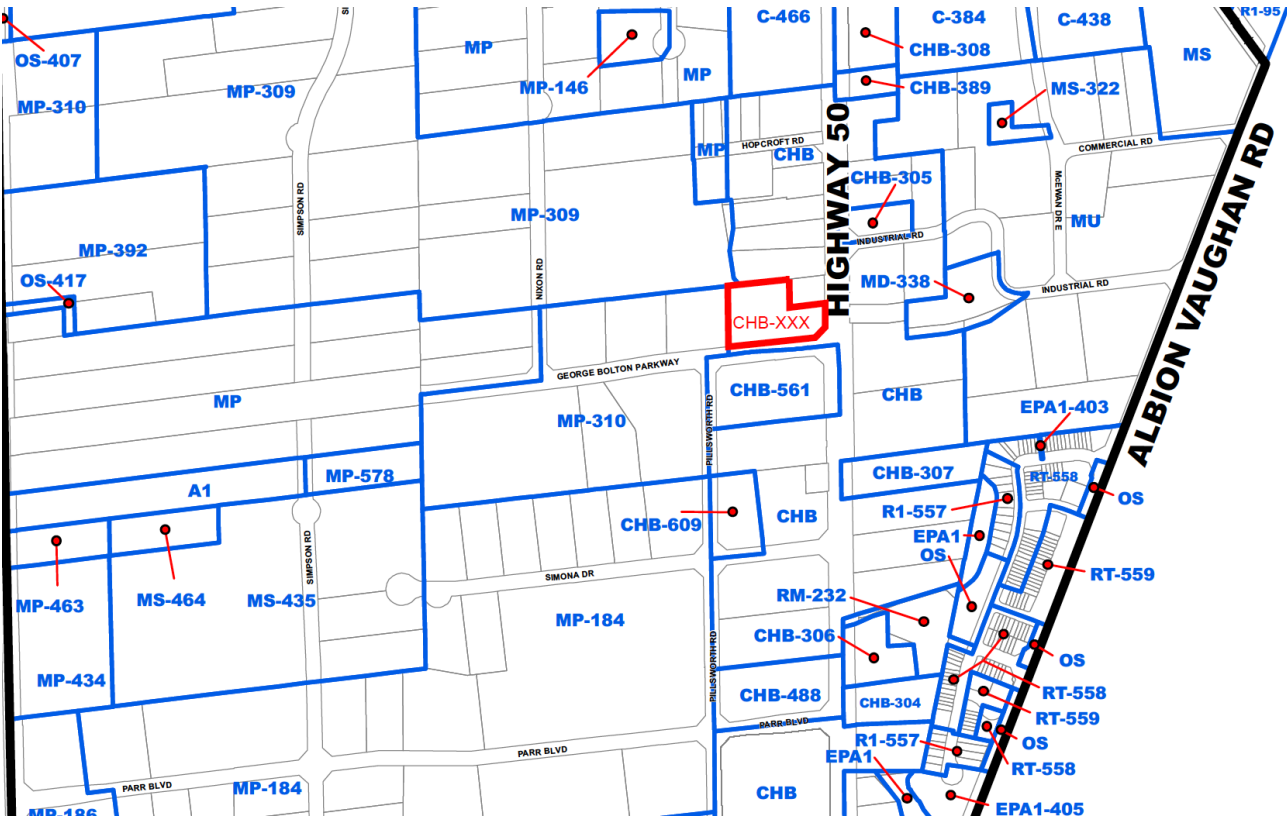 C-466
C-384
C-438
R1-95
MP
CHB-308
MS
OS-407
MP-146
MP
CHB-389
MS-322
MP-310
MP-309
HIGHWAY 50
HOPCROFT RD
COMMERCIAL RD
MP
CHB
ALBION VAUGHAN RD
SIMPSON RD
CHB-305
McEWAN DR E
MP-309
MU
INDUSTRIAL RD
MP-392
OS-417
NIXON RD
MD-338
INDUSTRIAL RD
CHB-XXX
GEORGE BOLTON PARKWAY
CHB-561
CHB
MP
EPA1-403
MP-310
PILLSWORTH RD
CHB-307
MP-578
RT-558
A1
OS
R1-557
CHB-609
CHB
EPA1
OS
SIMPSON RD
SIMONA DR
RT-559
MP-463
MS-464
MS-435
RM-232
MP-184
CHB-306
PILLSWORTH RD
OS
MP-434
CHB-488
RT-558
CHB-304
RT-559
PARR BLVD
R1-557
OS
PARR BLVD
EPA1
RT-558
PARR BLVD
MP-184
CHB
EPA1-405
MP-186